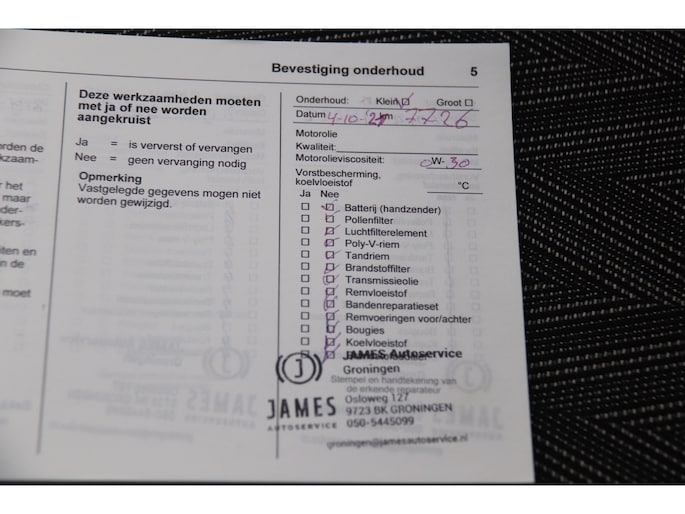 Bevestiging onderhoud 5
Deze werkzaamheden moeten
met ja of nee worden
aangekruist
Ja = is ververst of vervangen
Nee = geen vervanging nodig
Opmerking
Vastgelegde gegevens mogen niet
worden gewijzigd.
Onderhoud: Klein Groot
Datum 4-10-'21 km 7726
Motorolie
Kwaliteit:
Motorolieviscositeit: 0W-30
Vorstbescherming,
koelvloeistof °C
Ja Nee
Batterij (handzender)
Pollenfilter
Luchtfilterelement
Poly-V-riem
Tandriem
Brandstoffilter
Transmissieolie
Remvloeistof
Bandenreparatieset
Remvoeringen voor/achter
Bougies
Koelvloeistof
JAMES Autoservice
Groningen
Stempel en handtekening van
de erkende reparateur
Osloweg 127
9723 BK GRONINGEN
050-5445099
groningen@jamesautoservice.nl
J
JAMES
AUTOSERVICE